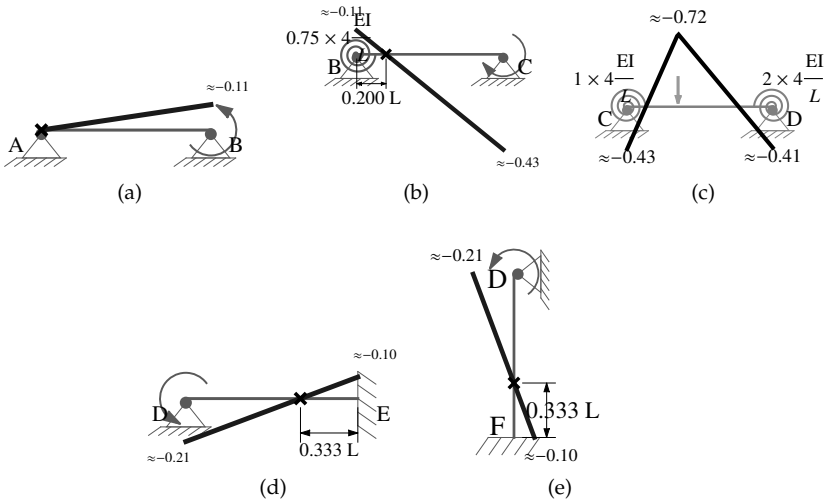 ≈−0.11
A
B
(a)
≈−0.11
0.75 × 4 EI
L
B
C
0.200 L
≈−0.43
(b)
≈−0.72
1 × 4 EI
L
2 × 4 EI
L
C
D
≈−0.43
≈−0.41
(c)
≈−0.10
D
E
0.333 L
≈−0.21
(d)
≈−0.21
D
0.333 L
F
≈−0.10
(e)